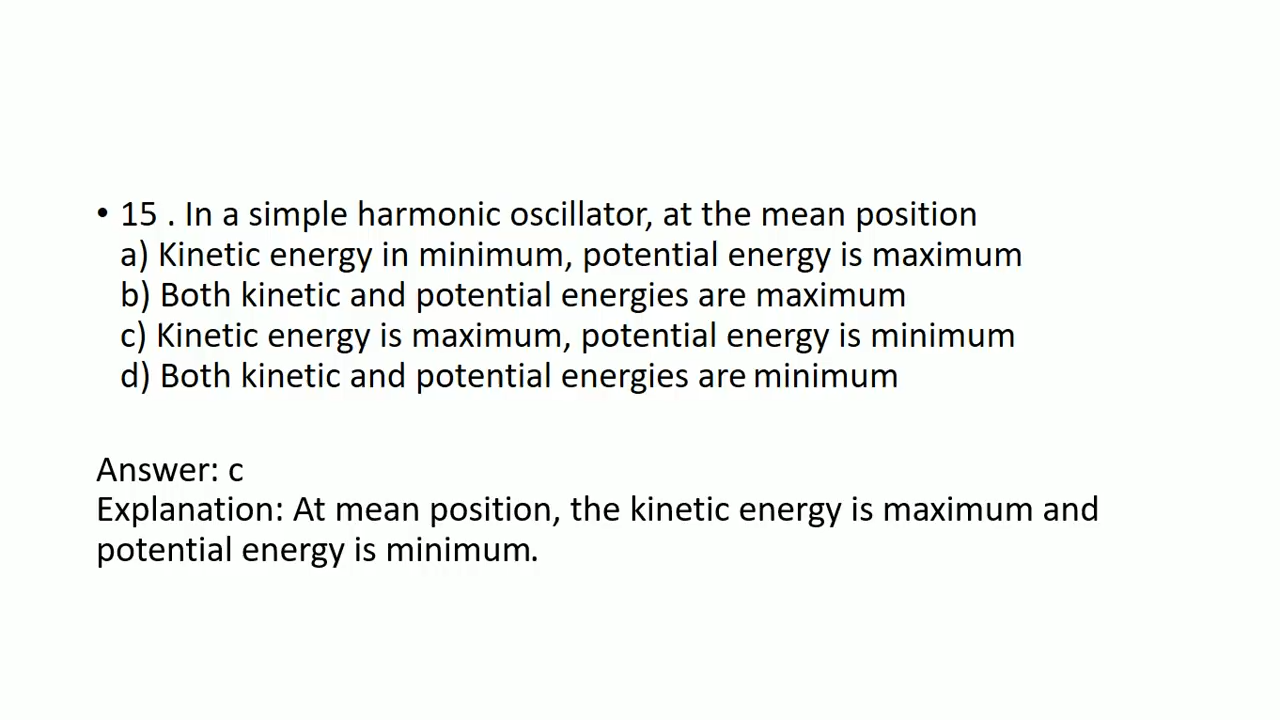 • 15 . In a simple harmonic oscillator, at the mean position
a) Kinetic energy in minimum, potential energy is maximum
b) Both kinetic and potential energies are maximum
c) Kinetic energy is maximum, potential energy is minimum
d) Both kinetic and potential energies are minimum
Answer: c
Explanation: At mean position, the kinetic energy is maximum and
potential energy is minimum.